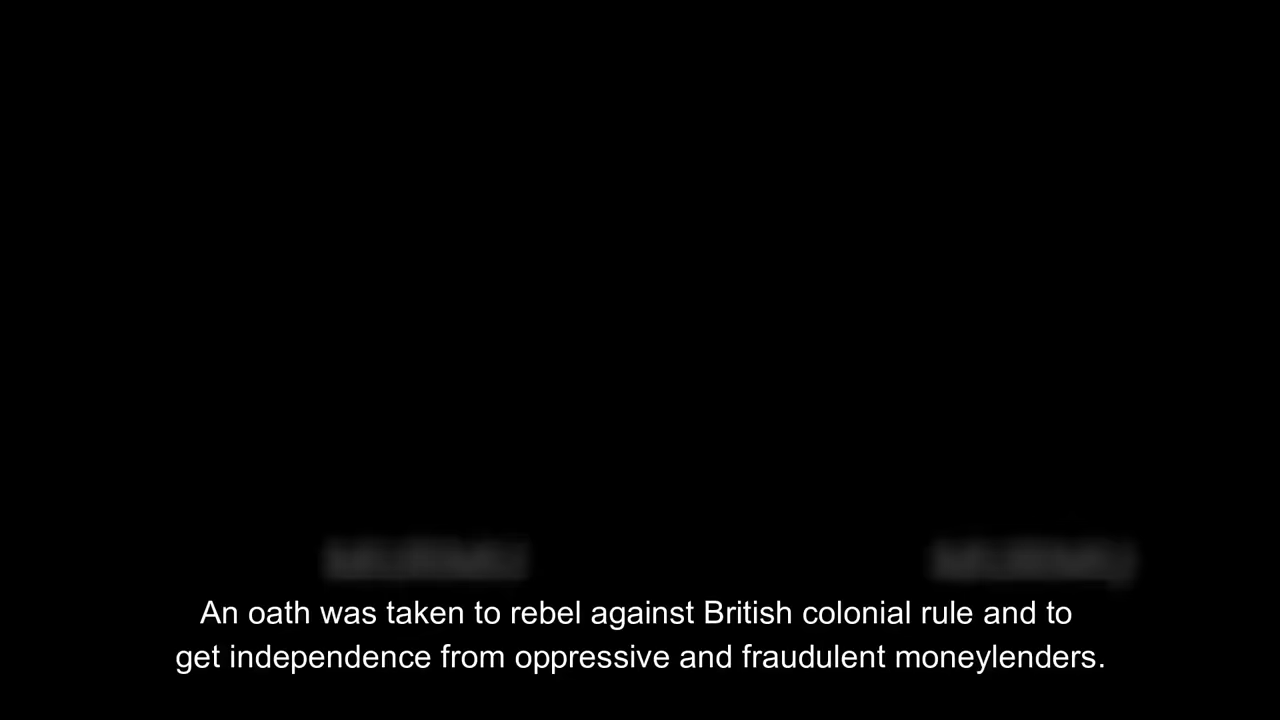 An oath was taken to rebel against British colonial rule and to
get independence from oppressive and fraudulent moneylenders.